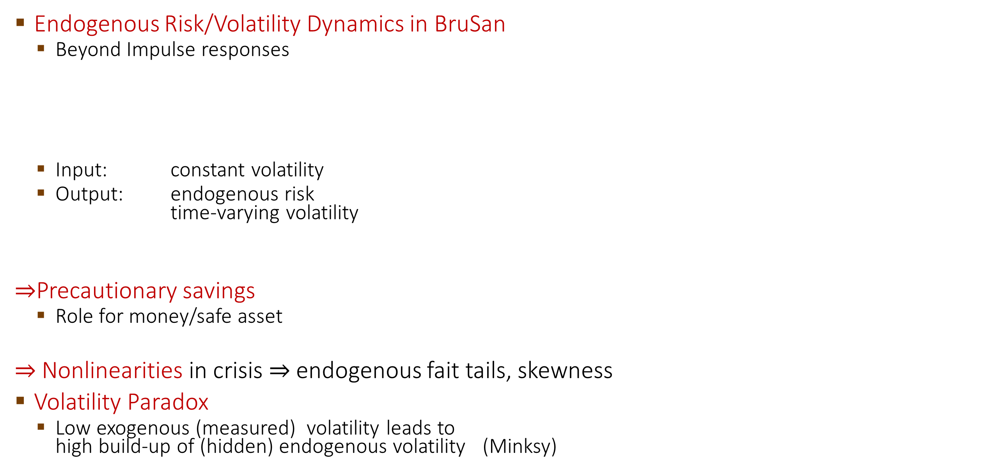 ▪ Endogenous Risk/Volatility Dynamics in BruSan
▪ Beyond Impulse responses
▪ Input: constant volatility
▪ Output: endogenous risk
time-varying volatility
⇒Precautionary savings
▪ Role for money/safe asset
⇒ Nonlinearities in crisis ⇒ endogenous fait tails, skewness
▪ Volatility Paradox
▪ Low exogenous (measured) volatility leads to
high build-up of (hidden) endogenous volatility (Minksy)